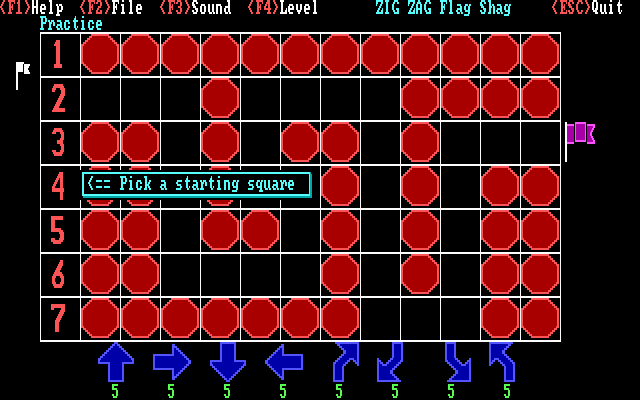 <F1>Help <F2>File <F3>Sound <F4>Level ZIG ZAG Flag Shag <ESC>Quit
Practice
1
2
3
4 <== Pick a starting square
5
6
7
5 5 5 5 5 5 5 5